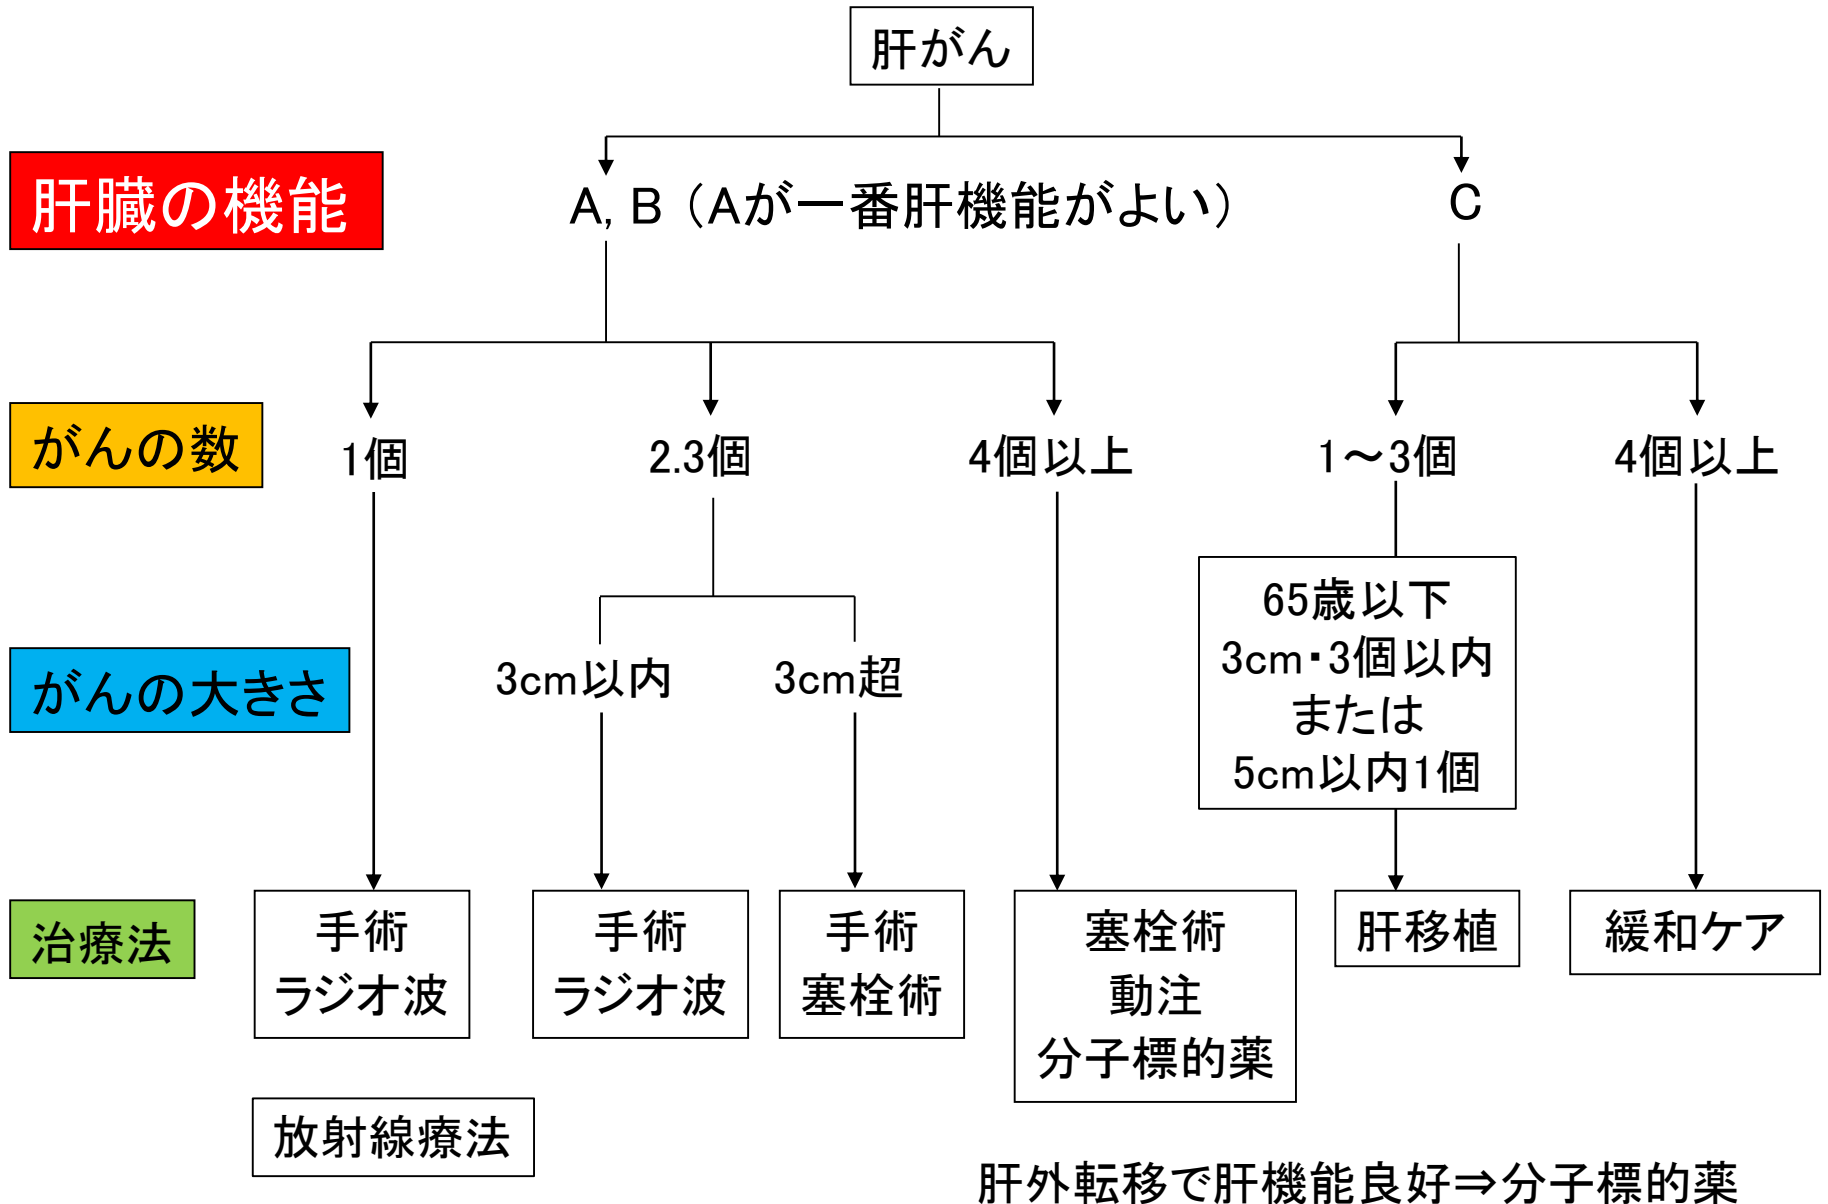 肝がん
肝臓の機能
A, B（Aが一番肝機能がよい）
C
がんの数
1個
2.3個
4個以上
1～3個
4個以上
がんの大きさ
3cm以内
3cm超
65歳以下
3cm・3個以内
または
5cm以内1個
治療法
手術
ラジオ波
手術
ラジオ波
手術
塞栓術
塞栓術
動注
分子標的薬
肝移植
緩和ケア
放射線療法
肝外転移で肝機能良好⇒分子標的薬